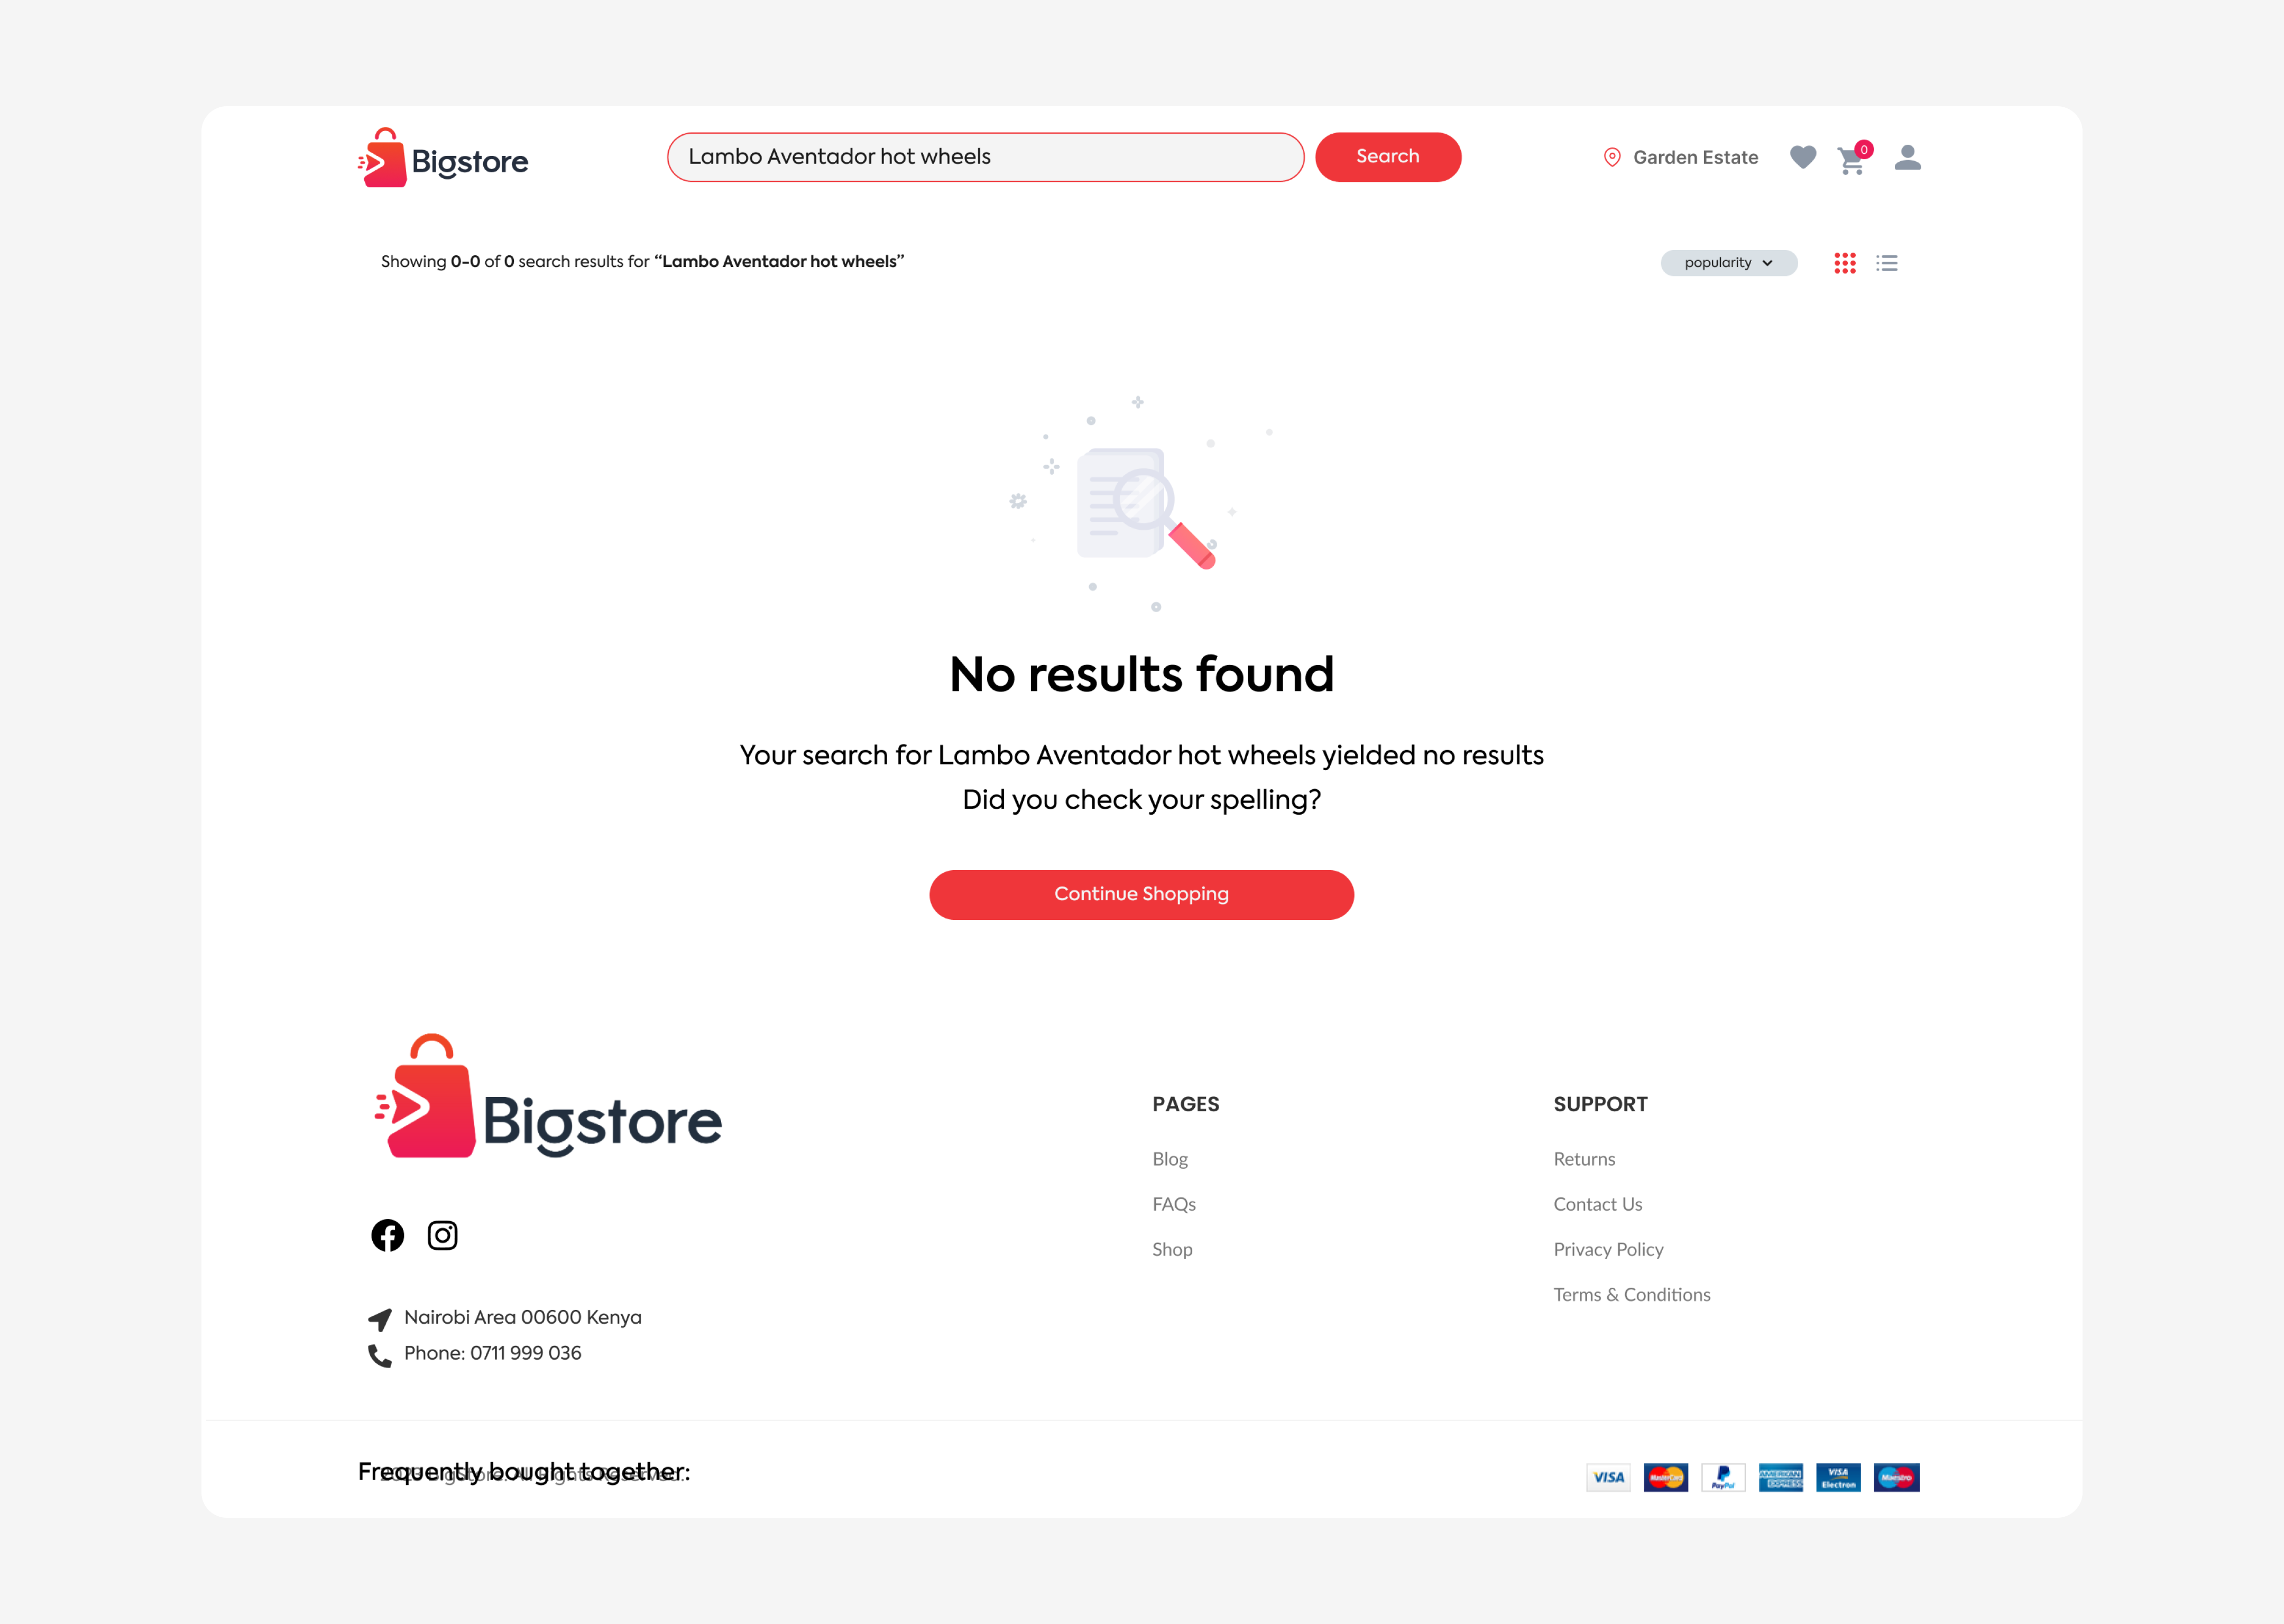 Bigstore
Lambo Aventador hot wheels
Search
Garden Estate
0
Showing 0-0 of 0 search results for “Lambo Aventador hot wheels”
popularity
No results found
Your search for Lambo Aventador hot wheels yielded no results
Did you check your spelling?
Continue Shopping
Bigstore
PAGES
SUPPORT
Blog
Returns
FAQs
Contact Us
Shop
Privacy Policy
Terms & Conditions
Nairobi Area 00600 Kenya
Phone: 0711 999 036
Frequently bought together:
VISA
MasterCard
PayPal
AMERICAN EXPRESS
VISA Electron
Maestro